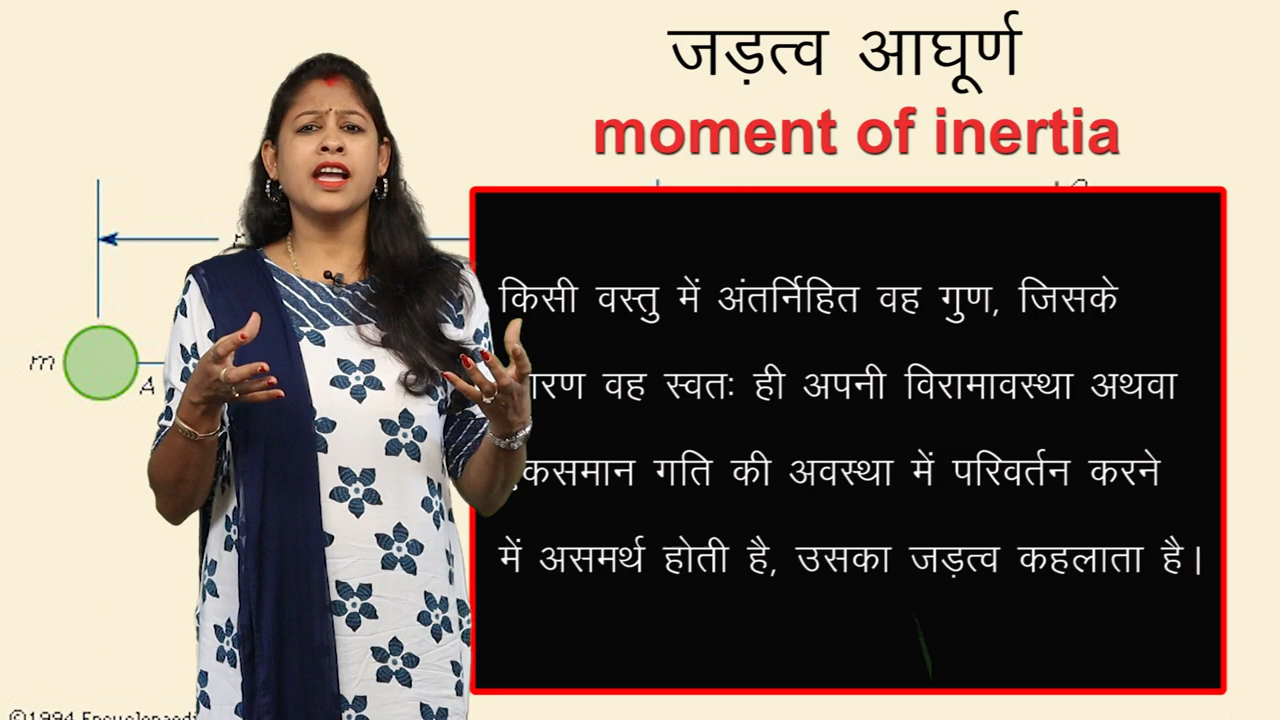 जड़त्व आघूर्ण
moment of inertia
किसी वस्तु में अंतर्निहित वह गुण, जिसके
वह स्वतः ही अपनी विरामावस्था अथवा
गति की अवस्था में परिवर्तन करने
में असमर्थ होती है, उसका जड़त्व कहलाता है।
m
A
©1994